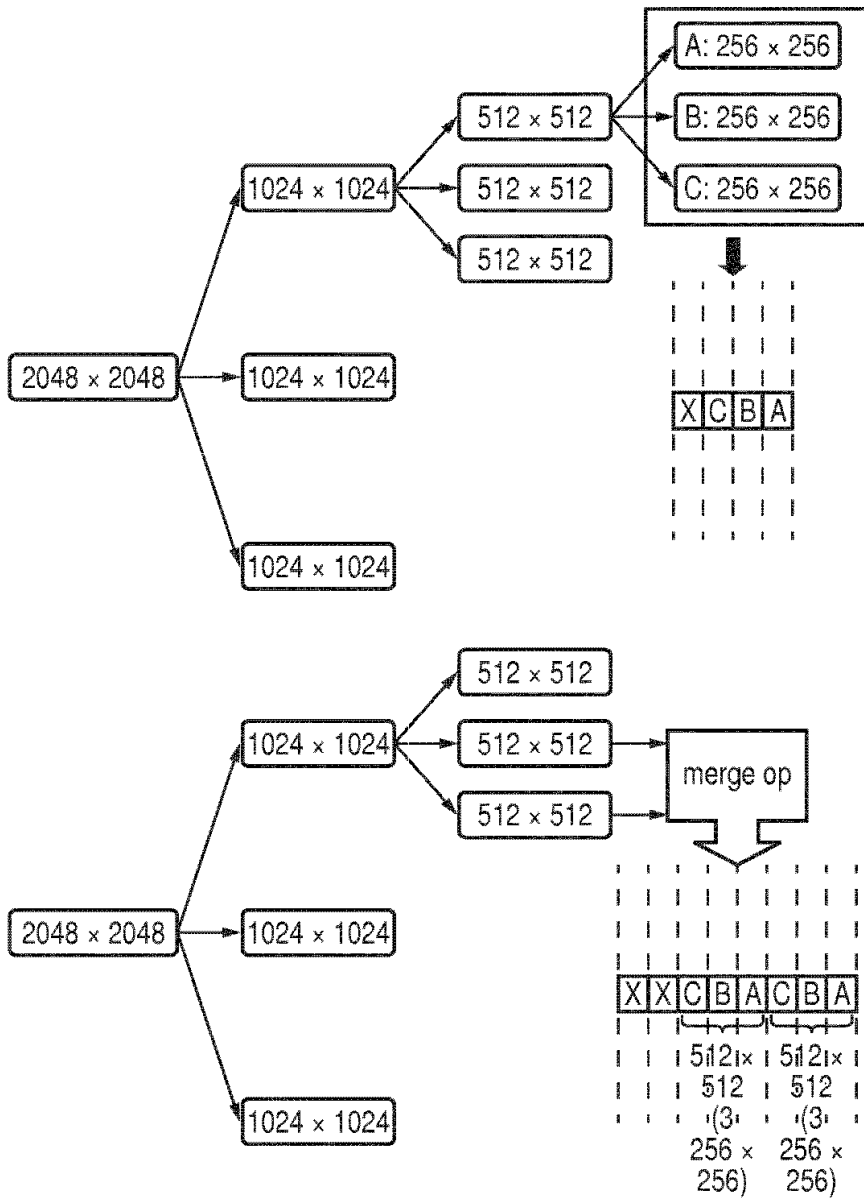 A: 256 × 256
512 × 512
B: 256 × 256
1024 × 1024
512 × 512
C: 256 × 256
512 × 512
2048 × 2048
1024 × 1024
X C B A
1024 × 1024
512 × 512
1024 × 1024
512 × 512
merge op
512 × 512
2048 × 2048
1024 × 1024
X X C B A C B A
512 × 512 ×
512 512
(3 (3
256 × 256 ×
256) 256)
1024 × 1024